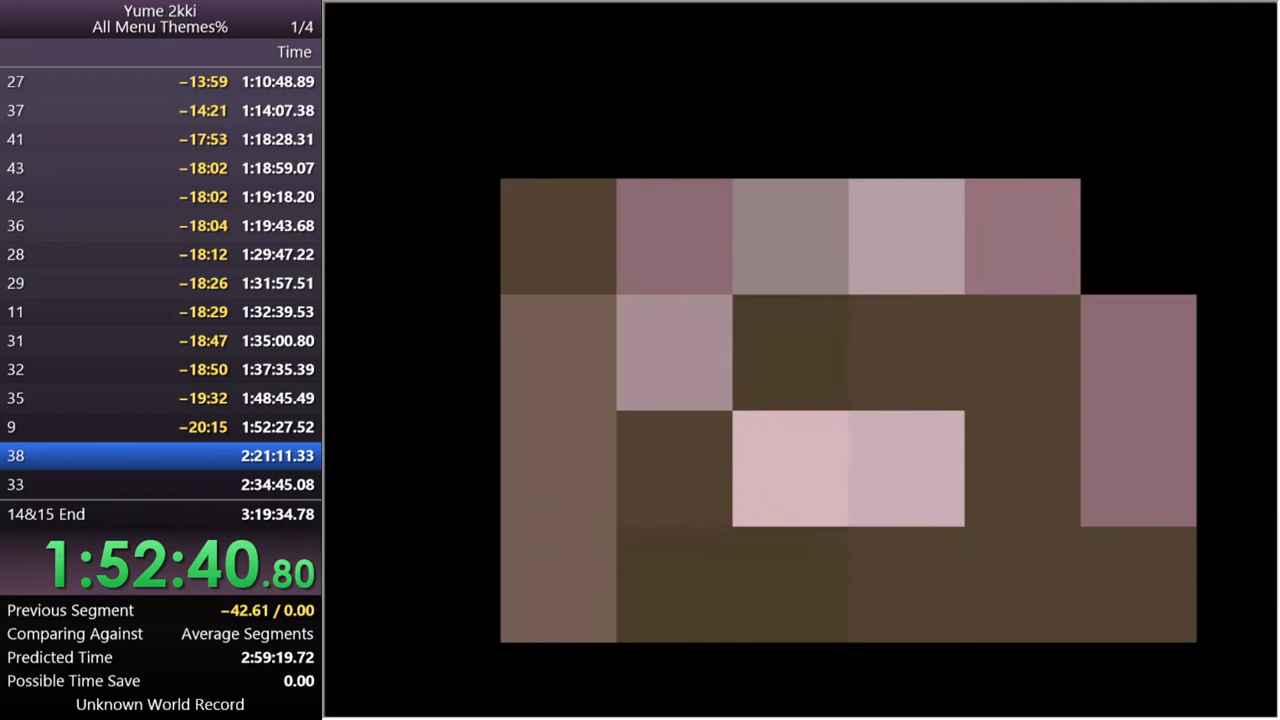 Yume 2kki
All Menu Themes% 1/4
Time
27 −13:59 1:10:48.89
37 −14:21 1:14:07.38
41 −17:53 1:18:28.31
43 −18:02 1:18:59.07
42 −18:02 1:19:18.20
36 −18:04 1:19:43.68
28 −18:12 1:29:47.22
29 −18:26 1:31:57.51
11 −18:29 1:32:39.53
31 −18:47 1:35:00.80
32 −18:50 1:37:35.39
35 −19:32 1:48:45.49
9 −20:15 1:52:27.52
38 2:21:11.33
33 2:34:45.08
14&15 End 3:19:34.78
1:52:40.80
Previous Segment −42.61 / 0.00
Comparing Against Average Segments
Predicted Time 2:59:19.72
Possible Time Save 0.00
Unknown World Record